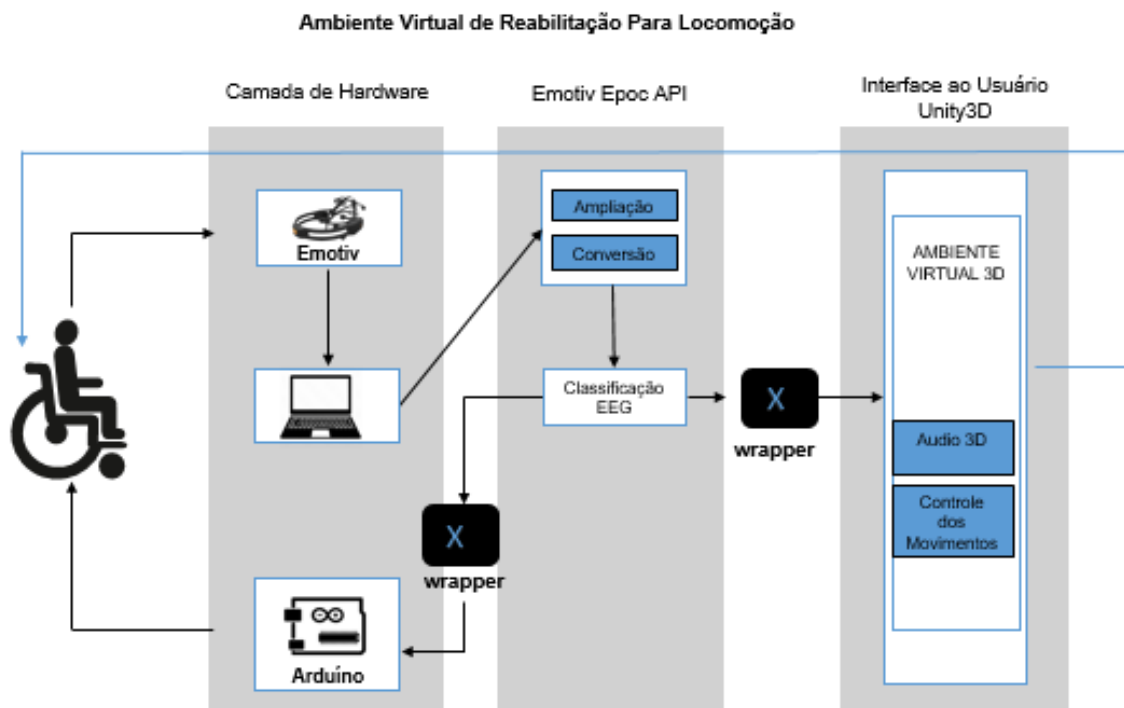 Ambiente Virtual de Reabilitação Para Locomoção
Camada de Hardware
Emotiv Epoc API
Interface ao Usuário
Unity3D
Emotiv
Ampliação
Conversão
AMBIENTE
VIRTUAL 3D
Classificação
EEG
X
wrapper
Audio 3D
Controle
dos
Movimentos
X
wrapper
Arduíno